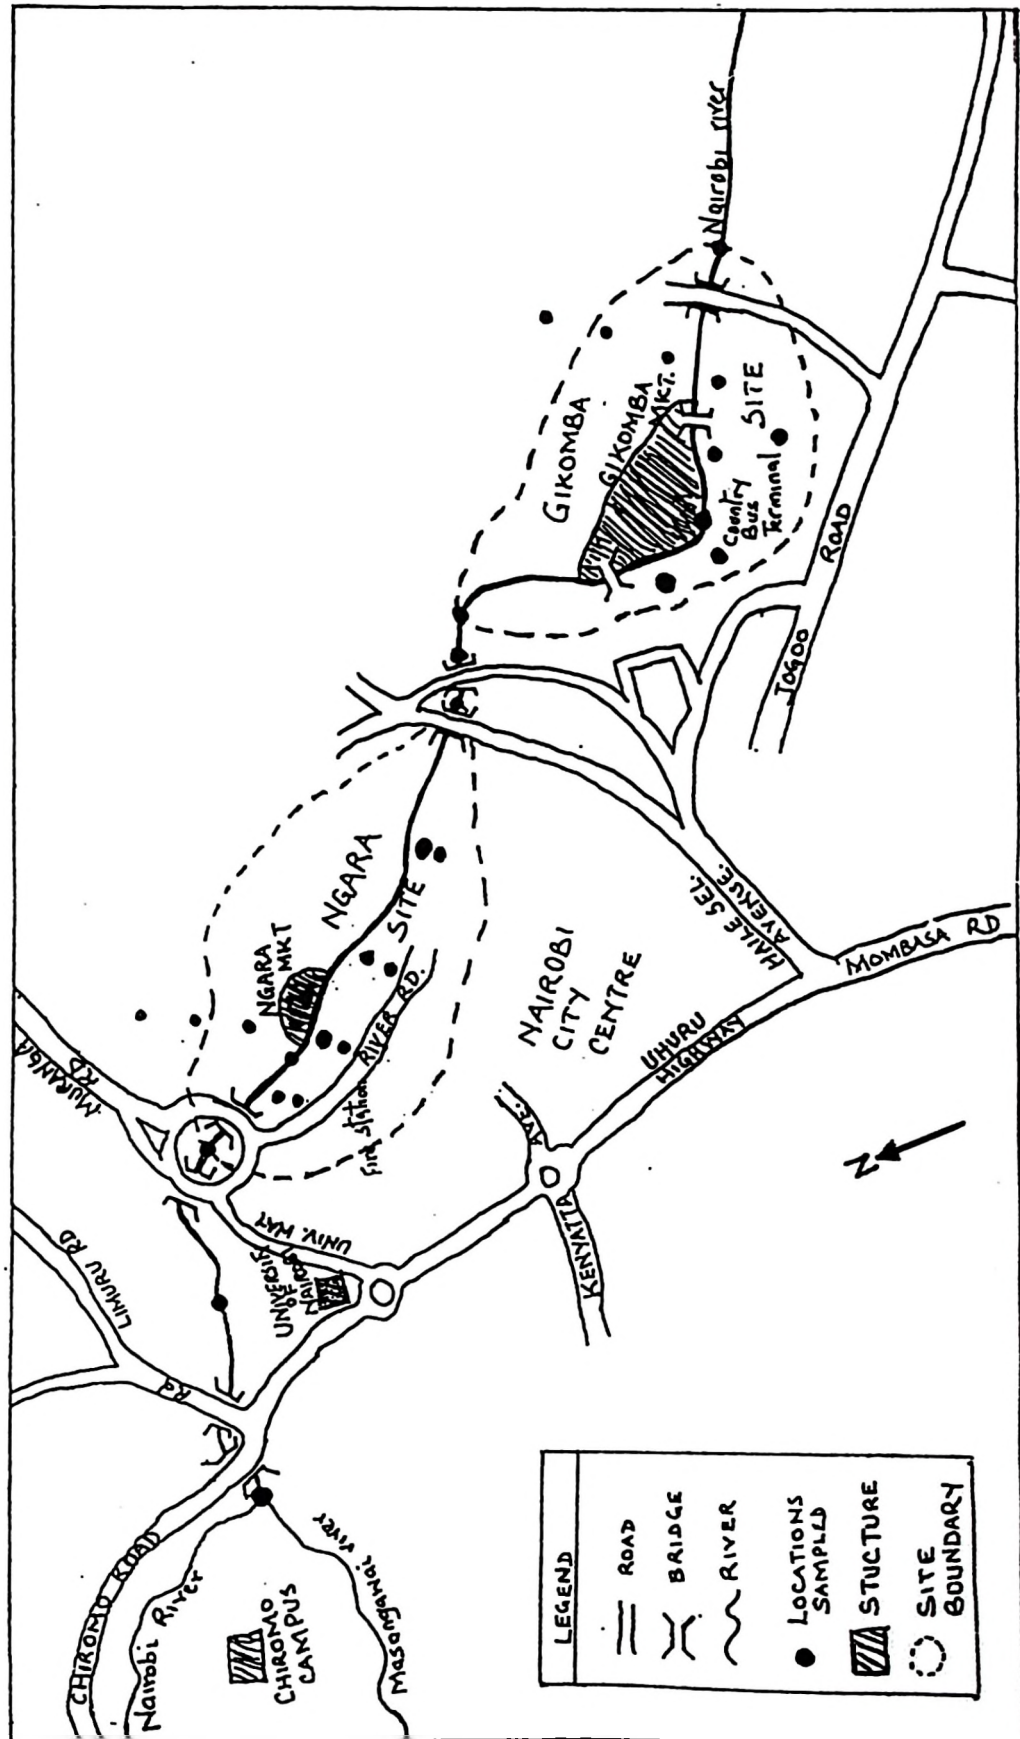 CHIROMO ROAD
Nairobi River
CHIROMO
CAMPUS
Masonganai river
LIMURU RD
Rd
UNIVERSITY
OF
NAIROBI
UNIV. WAY
MURANGA
RD
NGARA
MKT
NGARA
SITE
RIVER RD.
Fire Station
NAIROBI
CITY
CENTRE
KENYATTA
AVE.
UHURU
HIGHWAY
MOMBASA RD
HAILE SEL.
AVENUE.
JOGOO
ROAD
GIKOMBA
GIKOMBA
MKT.
SITE
Country
Bus
Terminal
Nairobi river
N
LEGEND
ROAD
BRIDGE
RIVER
LOCATIONS
SAMPLED
STUCTURE
SITE
BOUNDARY